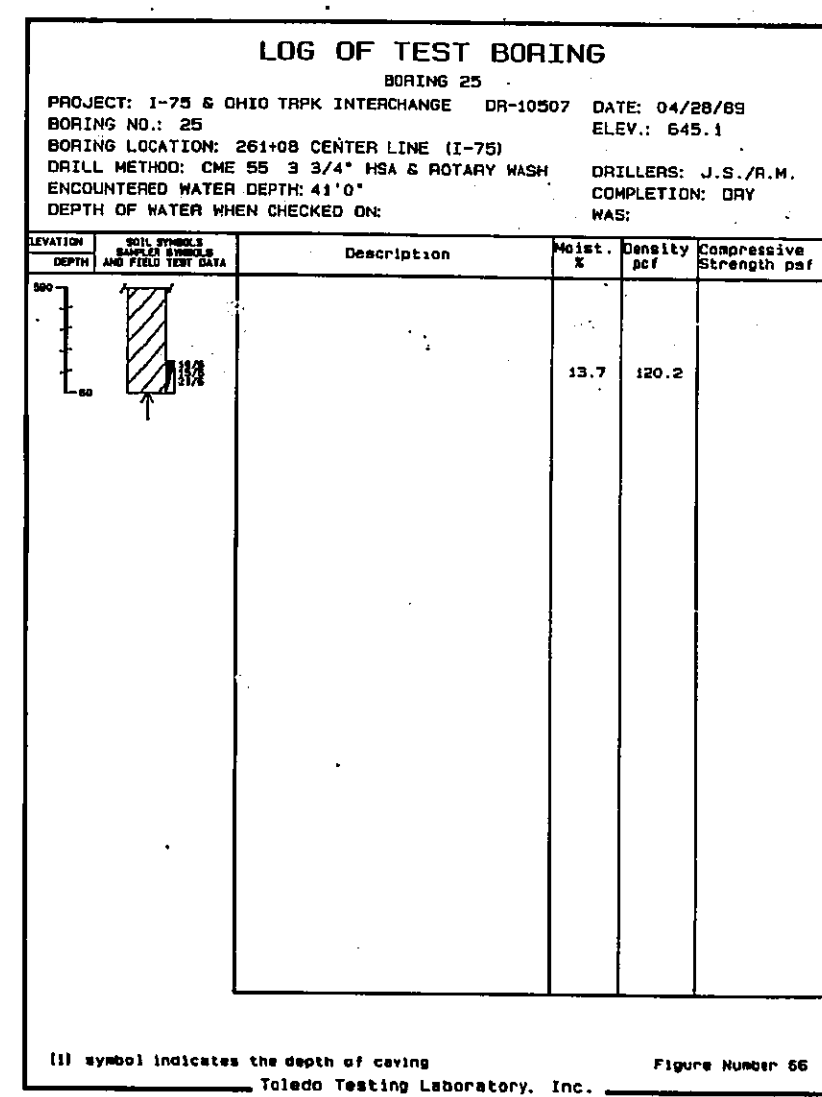 LOG OF TEST BORING
BORING 25
PROJECT: I-75 & OHIO TRPK INTERCHANGE DR-10507 DATE: 04/28/89
BORING NO.: 25 ELEV.: 645.1
BORING LOCATION: 261+08 CENTER LINE (I-75)
DRILL METHOD: CME 55 3 3/4" HSA & ROTARY WASH DRILLERS: J.S./R.M.
ENCOUNTERED WATER DEPTH: 41'0" COMPLETION: DRY
DEPTH OF WATER WHEN CHECKED ON: WAS:
LEVATION SOIL SYMBOLS
DEPTH SAMPLER SYMBOLS
AND FIELD TEST DATA
Description
Moist. %
Density pcf
Compressive Strength psf
590
60
13.7 120.2
(1) symbol indicates the depth of caving Figure Number 66
Toledo Testing Laboratory, Inc.